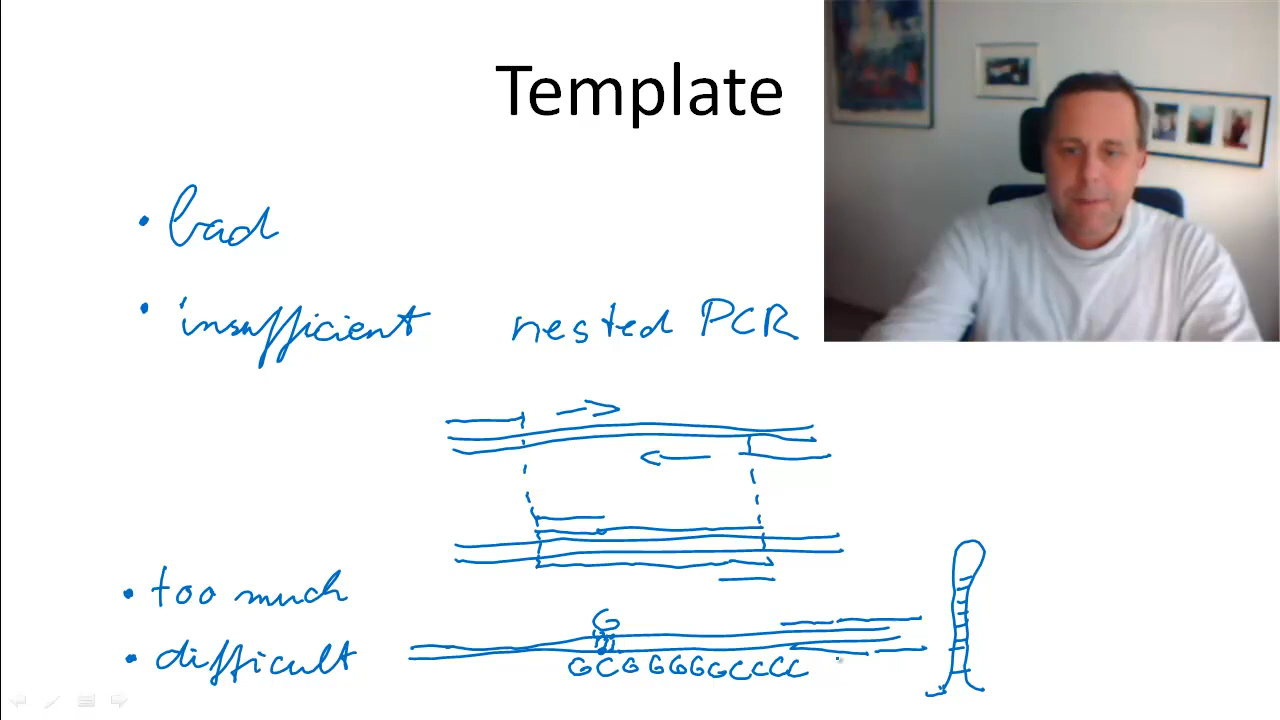 Template
• bad
• insufficient nested PCR
• too much
G
• difficult
GCGGGGGCCCC